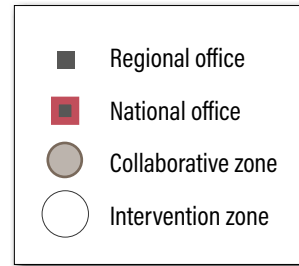 Regional office
National office
Collaborative zone
Intervention zone